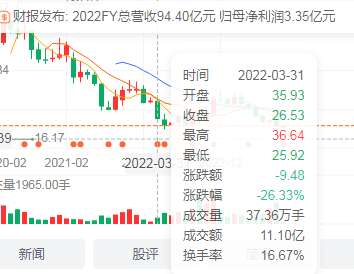 财报发布: 2022FY总营收94.40亿元 归母净利润3.35亿元
时间 2022-03-31
开盘 35.93
收盘 26.53
最高 36.64
最低 25.92
涨跌额 -9.48
涨跌幅 -26.33%
成交量 37.36万手
成交额 11.10亿
换手率 16.67%
16.17
2021-02
2022-03
交量1965.00手
新闻
股评